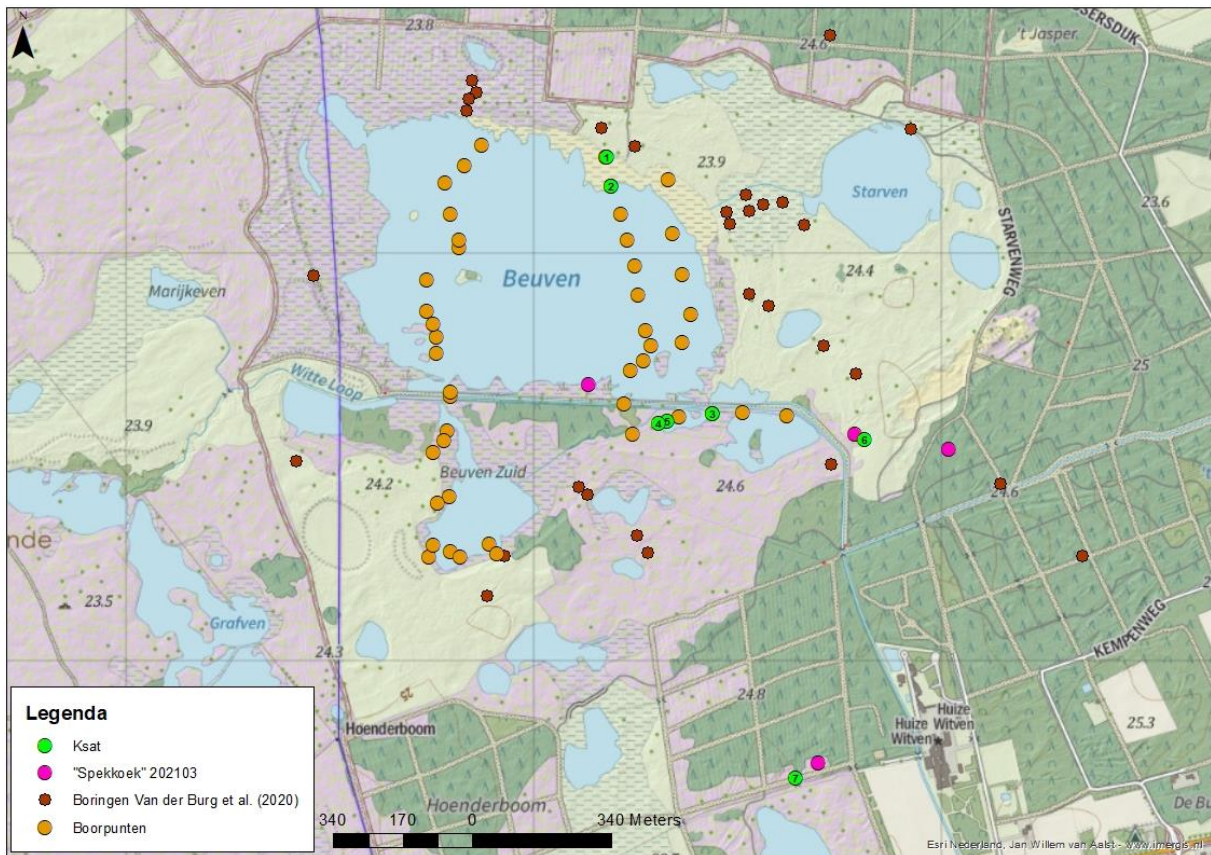 N
23.8
24.6
't Jasper
SSERSDIJK
23.9
Starven
23.6
1
2
STARVENWEG
Beuven
24.4
Marijkeven
25
Witte Loop
23.9
3
4
5
6
24.2
Beuven Zuid
24.6
24.6
nde
23.5
Grafven
24.3
KEMPENWEG
24.8
Huize
Witven
Huize
Witven
25.3
Hoenderboom
7
Hoenderboom
De Bu
Legenda
Ksat
"Spekkoek" 202103
Boringen Van der Burg et al. (2020)
Boorpunten
340 170 0 340 Meters
Esri Nederland, Jan Willem van Aalst - www.imergis.nl